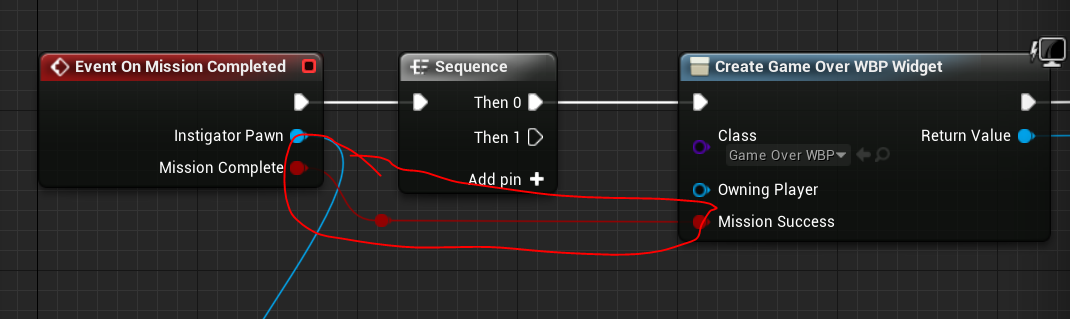 Event On Mission Completed
Instigator Pawn
Mission Complete
Sequence
Then 0
Then 1
Add pin
Create Game Over WBP Widget
Class
Game Over WBP
Return Value
Owning Player
Mission Success